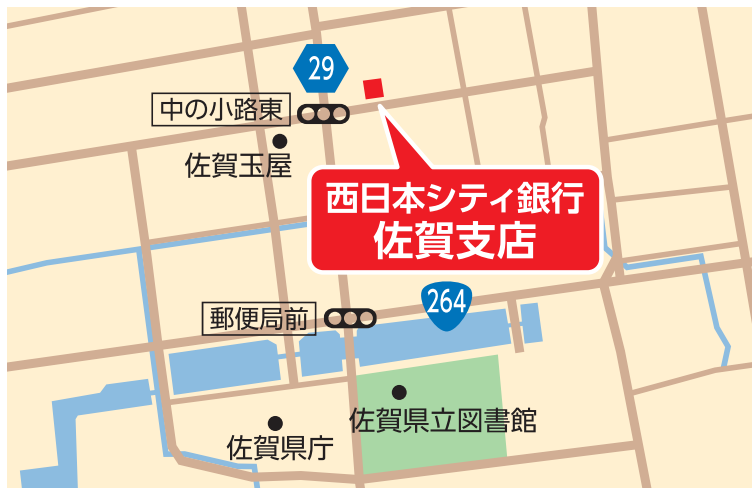 29
中の小路東
佐賀玉屋
西日本シティ銀行
佐賀支店
264
郵便局前
佐賀県立図書館
佐賀県庁